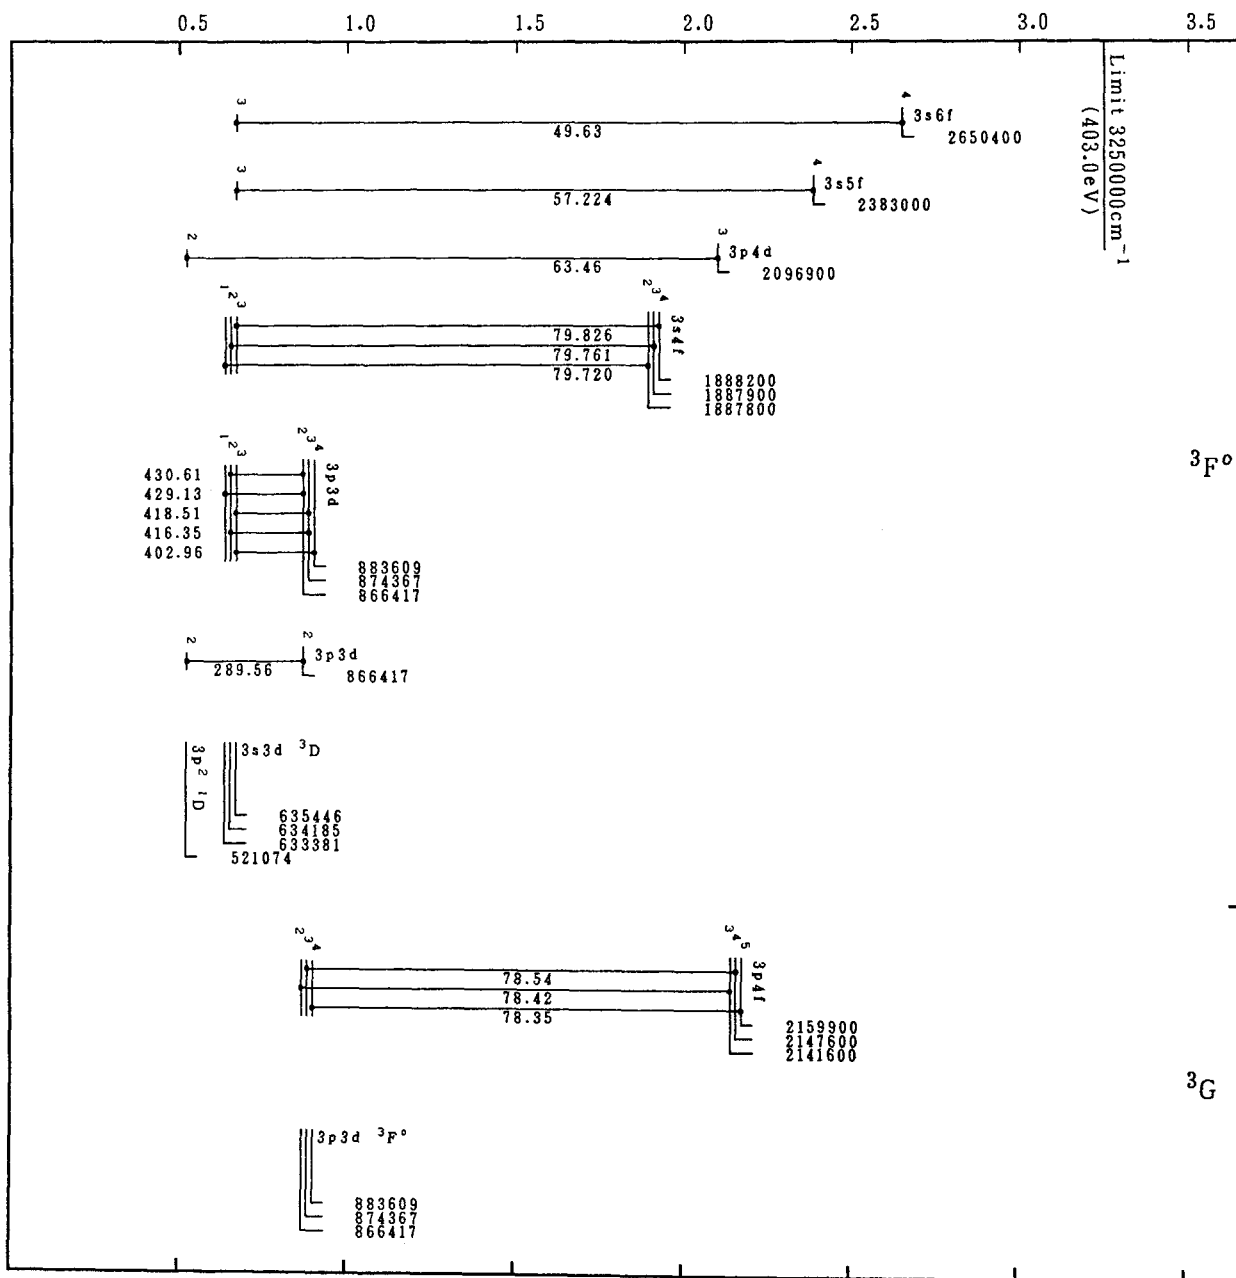 0.5 1.0 1.5 2.0 2.5 3.0 3.5
Limit 3250000cm⁻¹
(403.0eV)
3 4 3s6f
49.63
2650400
3 4 3s5f
57.224
2383000
2 3 3p4d
63.46
2096900
1 2 3 2 3 4 3s4f
79.826
79.761
79.720
1888200
1887900
1887800
³Fᵒ
1 2 3 2 3 4 3p3d
430.61
429.13
418.51
416.35
402.96
883609
874367
866417
2 2 3p3d
289.56
866417
3p² ¹D 3s3d ³D
635446
634185
633381
521074
2 3 4 3 4 5 3p4f
78.54
78.42
78.35
2159900
2147600
2141600
³G
3p3d ³Fᵒ
883609
874367
866417